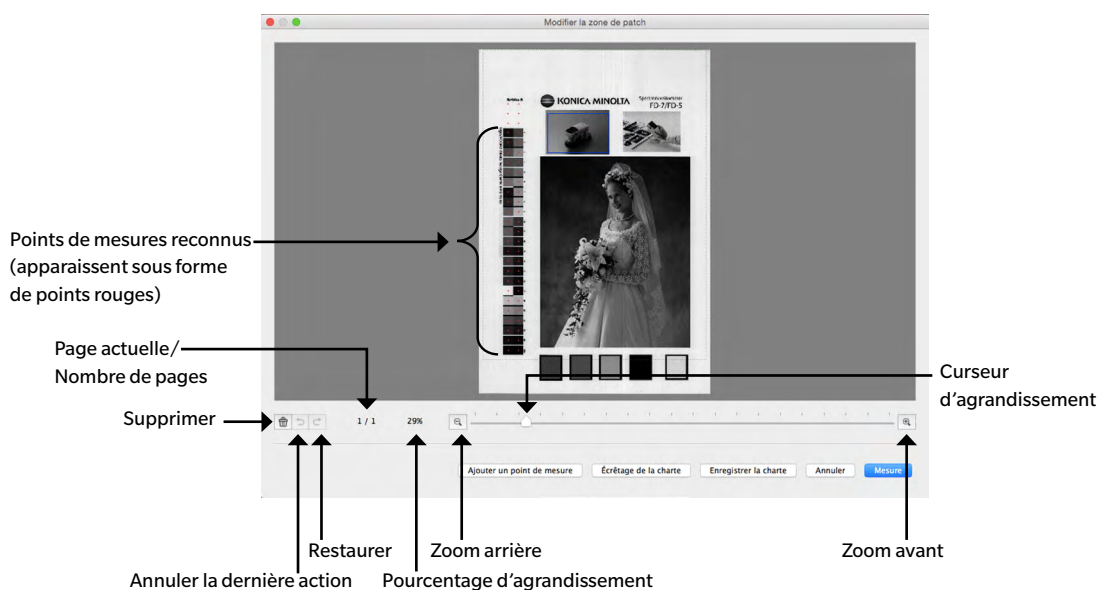 Modifier la zone de patch
KONICA MINOLTA
FD-7/FD-5
Points de mesures reconnus
(apparaissent sous forme
de points rouges)
Page actuelle/
Nombre de pages
Curseur
d’agrandissement
Supprimer
1 / 1
29%
Ajouter un point de mesure
Écrêtage de la charte
Enregistrer la charte
Annuler
Mesure
Restaurer
Zoom arrière
Zoom avant
Annuler la dernière action
Pourcentage d’agrandissement